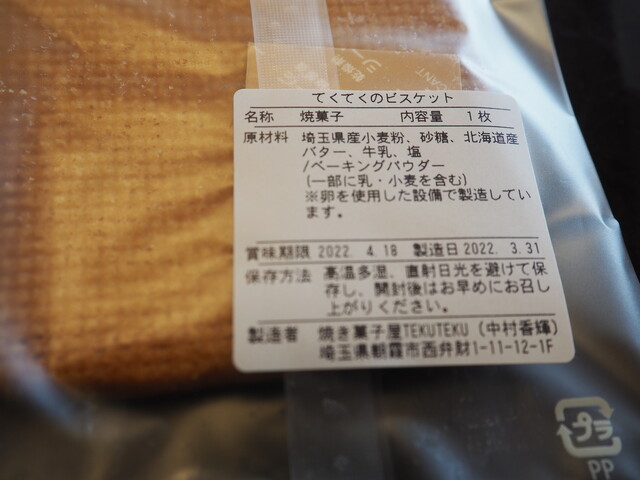 てくてくのビスケット
名称 焼菓子 内容量 1枚
原材料 埼玉県産小麦粉、砂糖、北海道産
バター、牛乳、塩
/ベーキングパウダー
(一部に乳・小麦を含む)
※卵を使用した設備で製造してい
ます。
賞味期限 2022. 4.18 製造日 2022. 3.31
保存方法 高温多湿、直射日光を避けて保
存し、開封後はお早めにお召し
上がりください。
製造者 焼き菓子屋TEKUTEKU (中村香輝)
埼玉県朝霞市西弁財1-11-12-1F
プラ
PP